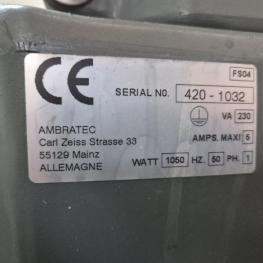 CE
FS04
SERIAL NO. 420 - 1032
VA 230
AMBRATEC
Carl Zeiss Strasse 33
AMPS. MAXI 5
55129 Mainz
WATT 1050 HZ. 50 PH. 1
ALLEMAGNE